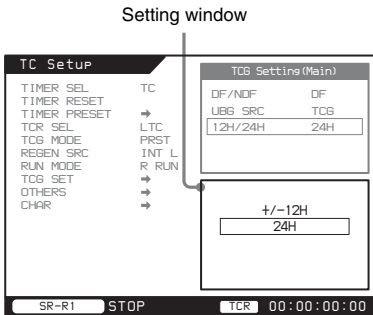 Setting window
TC Setup
TIMER SEL TC
TIMER RESET
TIMER PRESET ➡
TCR SEL LTC
TCG MODE PRST
REGEN SRC INT L
RUN MODE R RUN
TCG SET ➡
OTHERS ➡
CHAR ➡
TCG Setting(Main)
DF/NDF DF
UBG SRC TCG
12H/24H 24H
+/-12H
24H
SR-R1 STOP TCR 00:00:00:00